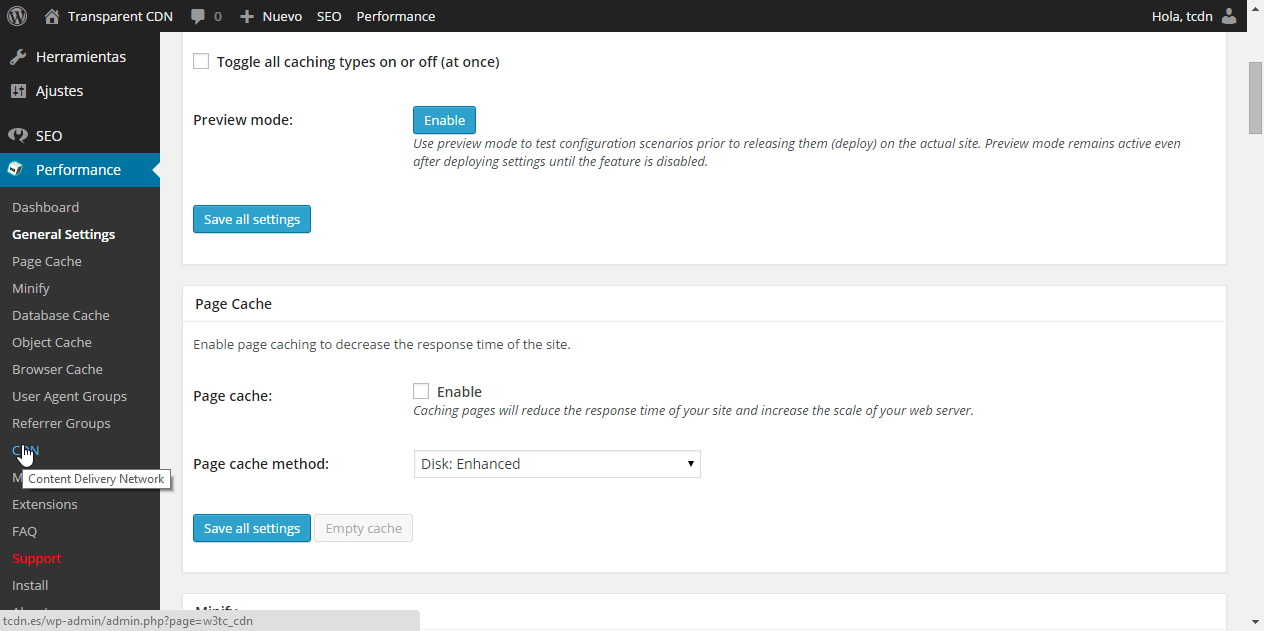 Transparent CDN 0 Nuevo SEO Performance Hola, tcdn
Herramientas
Ajustes
SEO
Performance
Dashboard
General Settings
Page Cache
Minify
Database Cache
Object Cache
Browser Cache
User Agent Groups
Referrer Groups
CDN
Content Delivery Network
Extensions
FAQ
Support
Install
tcdn.es/wp-admin/admin.php?page=w3tc_cdn
Toggle all caching types on or off (at once)
Preview mode:
Enable
Use preview mode to test configuration scenarios prior to releasing them (deploy) on the actual site. Preview mode remains active even
after deploying settings until the feature is disabled.
Save all settings
Page Cache
Enable page caching to decrease the response time of the site.
Page cache:
Enable
Caching pages will reduce the response time of your site and increase the scale of your web server.
Page cache method:
Disk: Enhanced
Save all settings
Empty cache
Minify